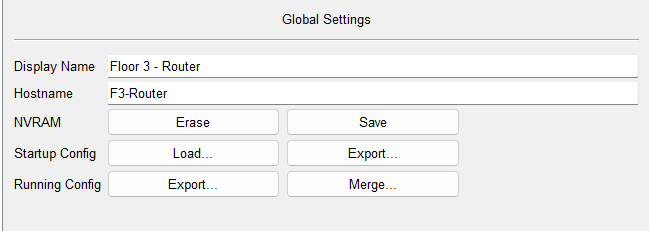 Global Settings
Display Name Floor 3 - Router
Hostname F3-Router
NVRAM Erase Save
Startup Config Load... Export...
Running Config Export... Merge...